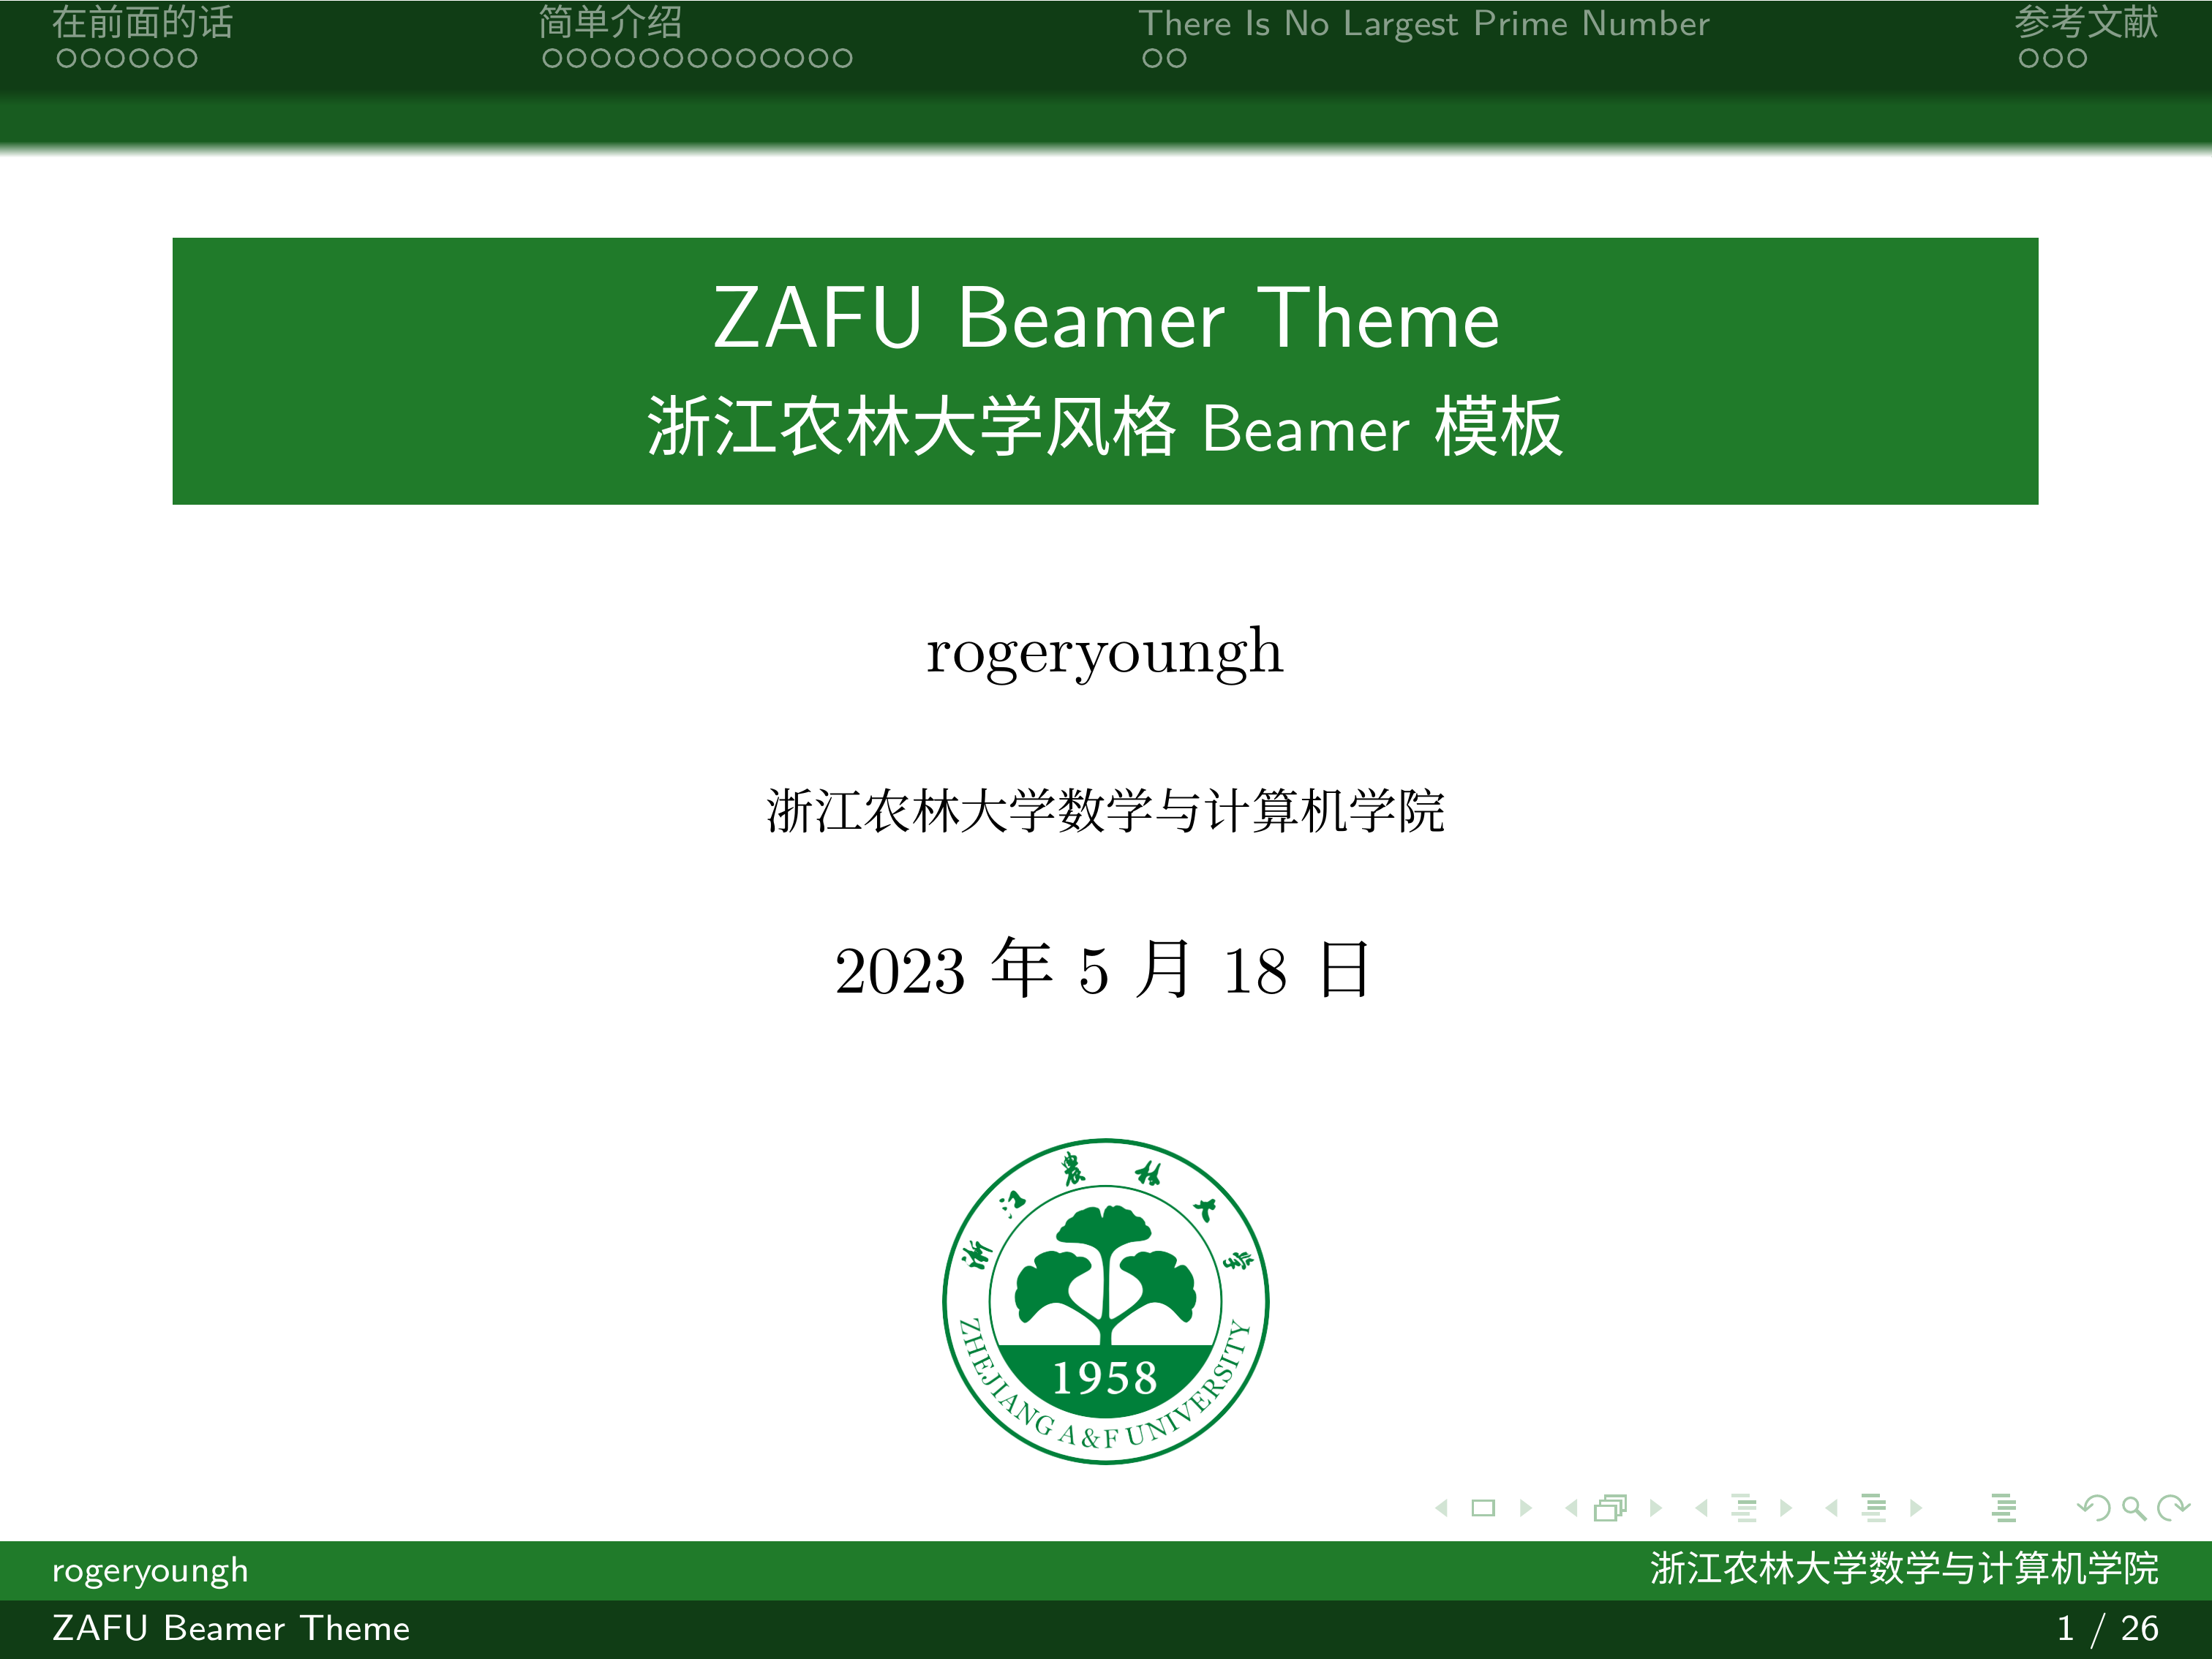 在前面的话 简单介绍 There Is No Largest Prime Number 参考文献
ZAFU Beamer Theme
浙江农林大学风格 Beamer 模板
rogeryoungh
浙江农林大学数学与计算机学院
2023 年 5 月 18 日
浙江農林大学
1958
ZHEJIANG A&F UNIVERSITY
rogeryoungh 浙江农林大学数学与计算机学院
ZAFU Beamer Theme 1 / 26